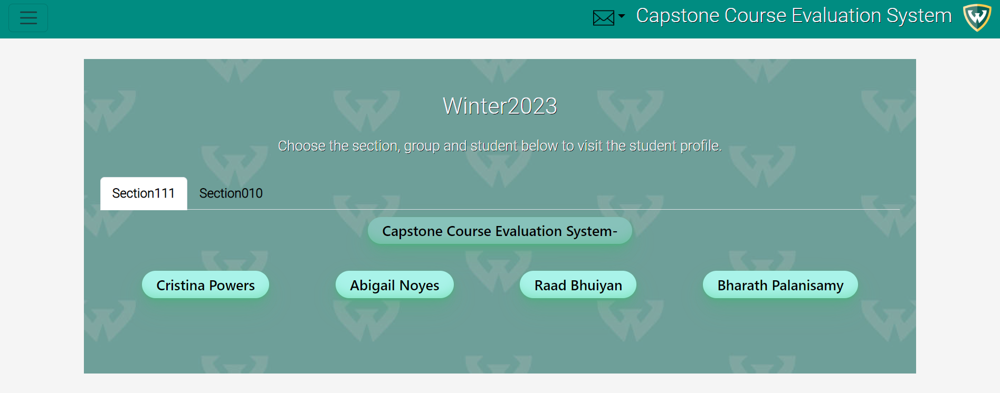 Capstone Course Evaluation System
Winter2023
Choose the section, group and student below to visit the student profile.
Section111 Section010
Capstone Course Evaluation System-
Cristina Powers Abigail Noyes Raad Bhuiyan Bharath Palanisamy